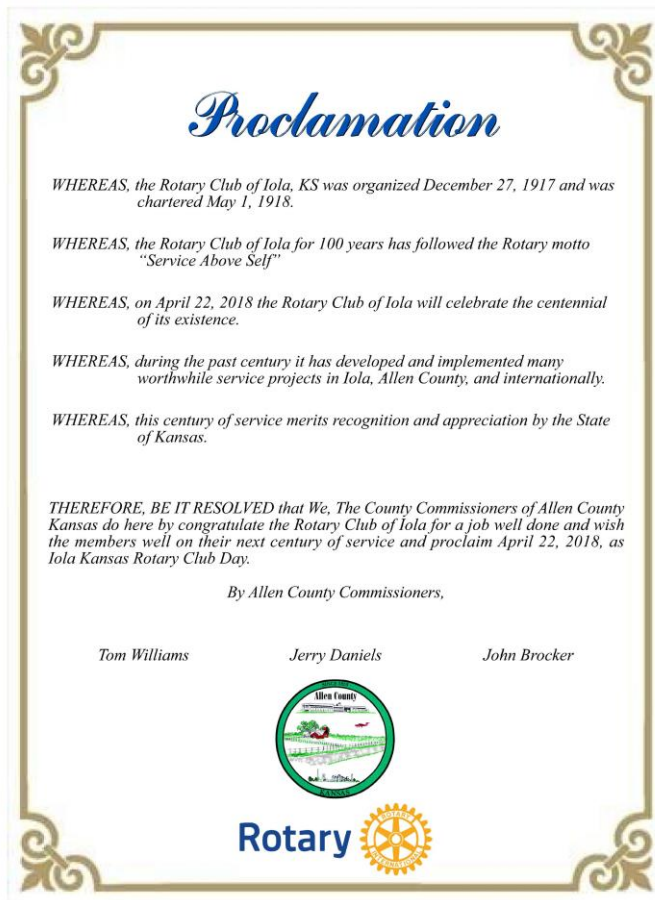 Proclamation
WHEREAS, the Rotary Club of Iola, KS was organized December 27, 1917 and was
chartered May 1, 1918.
WHEREAS, the Rotary Club of Iola for 100 years has followed the Rotary motto
“Service Above Self”
WHEREAS, on April 22, 2018 the Rotary Club of Iola will celebrate the centennial
of its existence.
WHEREAS, during the past century it has developed and implemented many
worthwhile service projects in Iola, Allen County, and internationally.
WHEREAS, this century of service merits recognition and appreciation by the State
of Kansas.
THEREFORE, BE IT RESOLVED that We, The County Commissioners of Allen County
Kansas do here by congratulate the Rotary Club of Iola for a job well done and wish
the members well on their next century of service and proclaim April 22, 2018, as
Iola Kansas Rotary Club Day.
By Allen County Commissioners,
Tom Williams Jerry Daniels John Brocker
Allen County
KANSAS
Rotary
ROTARY
INTERNATIONAL